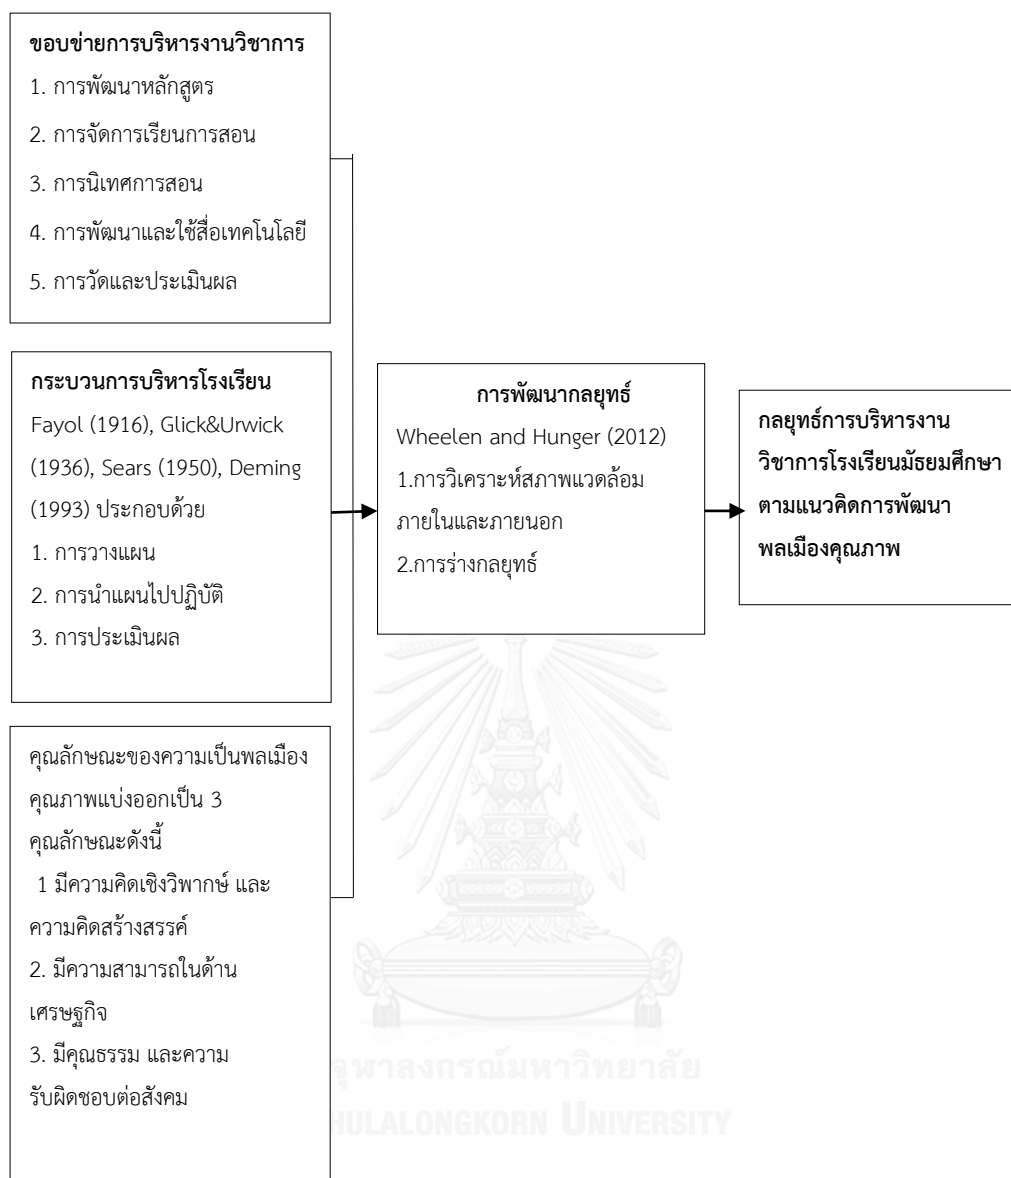 ขอบข่ายการบริหารงานวิชาการ
1. การพัฒนาหลักสูตร
2. การจัดการเรียนการสอน
3. การนิเทศการสอน
4. การพัฒนาและใช้สื่อเทคโนโลยี
5. การวัดและประเมินผล
กระบวนการบริหารโรงเรียน
Fayol (1916), Glick&Urwick
(1936), Sears (1950), Deming
(1993) ประกอบด้วย
1. การวางแผน
2. การนำแผนไปปฏิบัติ
3. การประเมินผล
คุณลักษณะของความเป็นพลเมือง
คุณภาพแบ่งออกเป็น 3
คุณลักษณะดังนี้
1 มีความคิดเชิงวิพากษ์ และ
ความคิดสร้างสรรค์
2. มีความสามารถในด้าน
เศรษฐกิจ
3. มีคุณธรรม และความ
รับผิดชอบต่อสังคม
การพัฒนากลยุทธ์
Wheelen and Hunger (2012)
1.การวิเคราะห์สภาพแวดล้อม
ภายในและภายนอก
2.การร่างกลยุทธ์
กลยุทธ์การบริหารงาน
วิชาการโรงเรียนมัธยมศึกษา
ตามแนวคิดการพัฒนา
พลเมืองคุณภาพ
จุฬาลงกรณ์มหาวิทยาลัย
HULALONGKORN UNIVERSITY